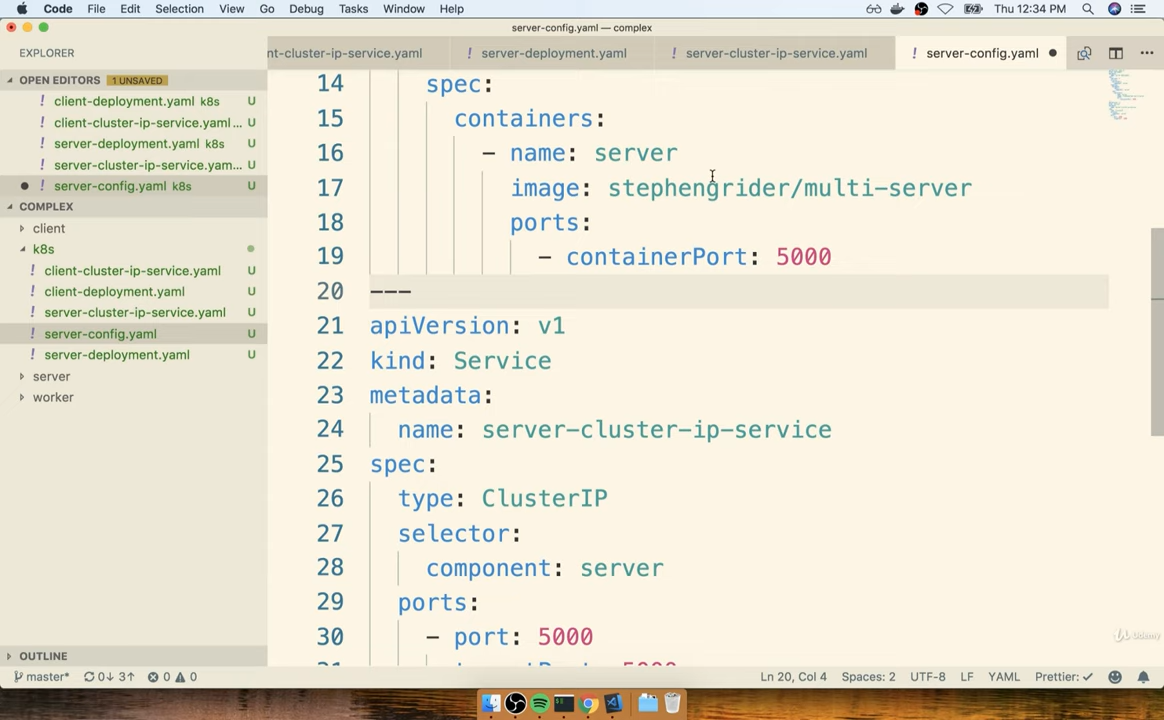 Code File Edit Selection View Go Debug Tasks Window Help Thu 12:34 PM
server-config.yaml — complex
EXPLORER
nt-cluster-ip-service.yaml server-deployment.yaml server-cluster-ip-service.yaml server-config.yaml
OPEN EDITORS 1 UNSAVED
client-deployment.yaml k8s U
client-cluster-ip-service.yaml... U
server-deployment.yaml k8s U
server-cluster-ip-service.yam... U
server-config.yaml k8s U
COMPLEX
client
k8s
client-cluster-ip-service.yaml U
client-deployment.yaml U
server-cluster-ip-service.yaml U
server-config.yaml U
server-deployment.yaml U
server
worker
OUTLINE
14 spec:
15 containers:
16 - name: server
17 image: stephengrider/multi-server
18 ports:
19 - containerPort: 5000
20 ---
21 apiVersion: v1
22 kind: Service
23 metadata:
24 name: server-cluster-ip-service
25 spec:
26 type: ClusterIP
27 selector:
28 component: server
29 ports:
30 - port: 5000
Udemy
master* 0↓ 3↑ 0 0 Ln 20, Col 4 Spaces: 2 UTF-8 LF YAML Prettier: ✓